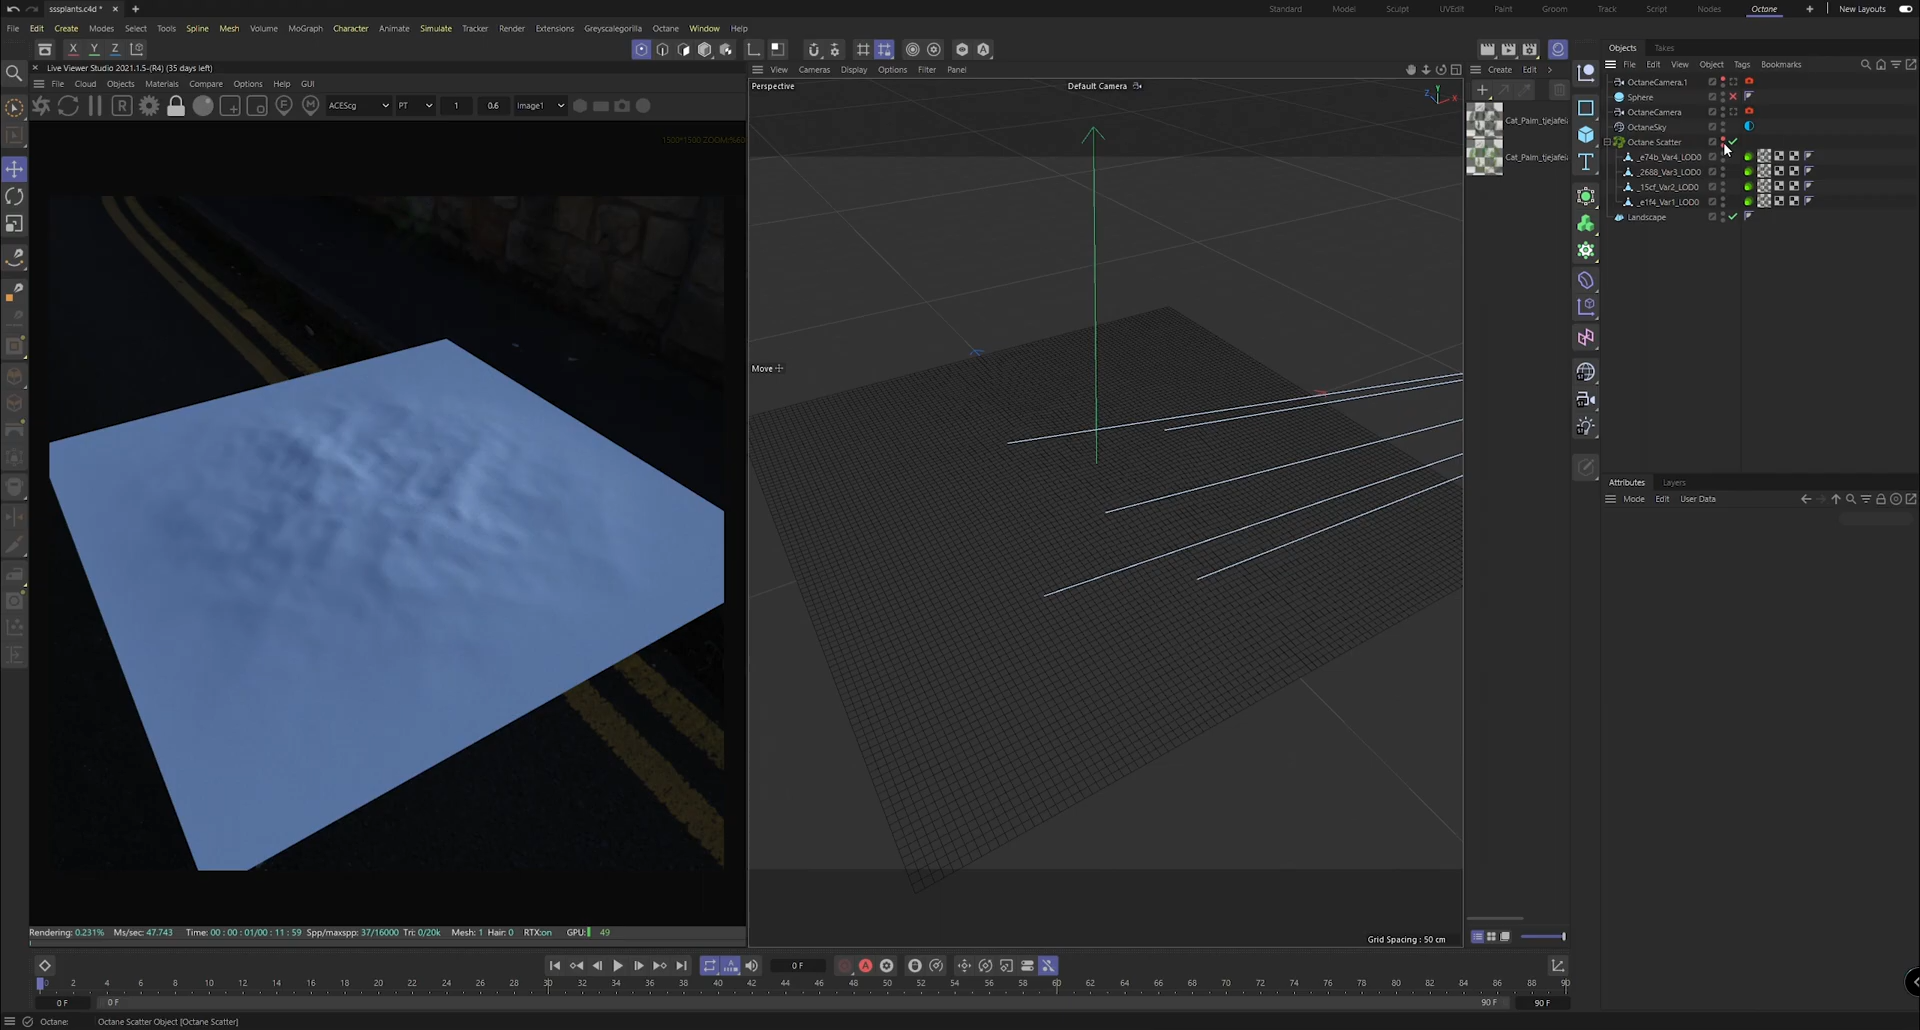 sssplants.c4d *
Standard Model Sculpt UVEdit Paint Groom Track Script Nodes Octane New Layouts
File Edit Create Modes Select Tools Spline Mesh Volume MoGraph Character Animate Simulate Tracker Render Extensions Greyscalegorilla Octane Window Help
X Y Z
Live Viewer Studio 2021.1.5-(R4) (35 days left)
File Cloud Objects Materials Compare Options Help GUI
ACEScg PT 1 0.6 Image1
View Cameras Display Options Filter Panel
Perspective
Default Camera
Move
Grid Spacing : 50 cm
Create Edit
Cat_Palm_tjejafei
Cat_Palm_tjejafei
Objects Takes
File Edit View Object Tags Bookmarks
OctaneCamera.1
Sphere
OctaneCamera
OctaneSky
Octane Scatter
_e74b_Var4_LOD0
_2688_Var3_LOD0
_15cf_Var2_LOD0
_e1f4_Var1_LOD0
Landscape
Attributes Layers
Mode Edit User Data
Rendering: 0.231% Ms/sec: 47.743 Time: 00 : 00 : 01/00 : 11 : 59 Spp/maxspp: 37/16000 Tri: 0/20k Mesh: 1 Hair: 0 RTX:on GPU: 49
0 F
0 2 4 6 8 10 12 14 16 18 20 22 24 26 28 30 32 34 36 38 40 42 44 46 48 50 52 54 56 58 60 62 64 66 68 70 72 74 76 78 80 82 84 86 88 90
0 F 0 F 90 F 90 F
Octane: Octane Scatter Object [Octane Scatter]